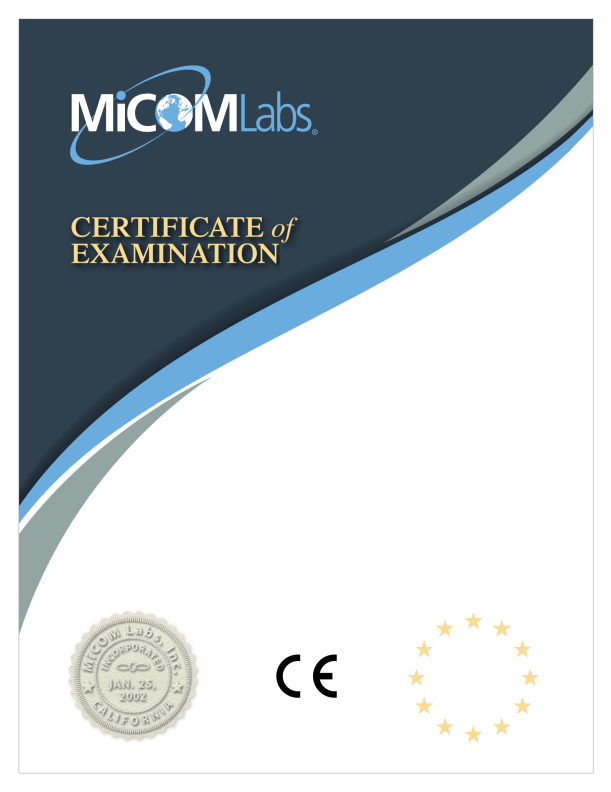 MiCOMLabs®
CERTIFICATE of
EXAMINATION
MiCOM Labs, Inc.
INCORPORATED
JAN. 25,
2002
CALIFORNIA
CE